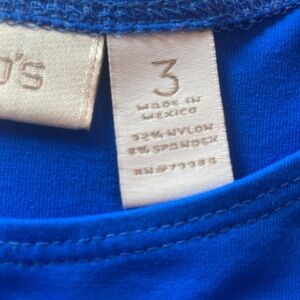 O'S
3
MADE IN
MEXICO
92% NYLON
8% SPANDEX